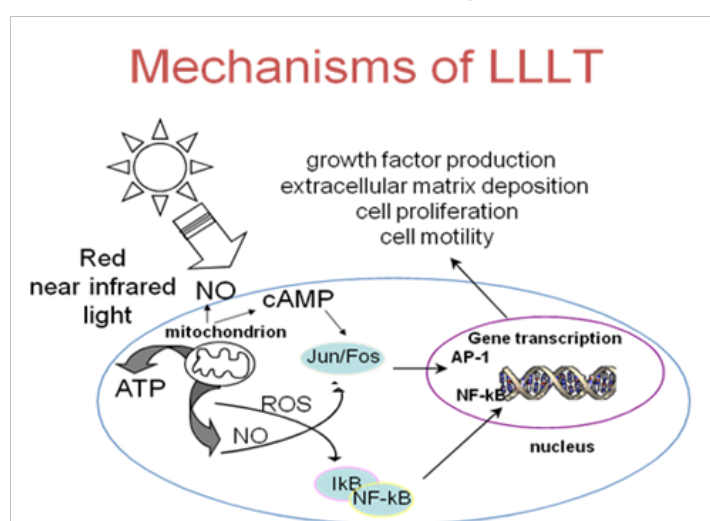 Mechanisms of LLLT
growth factor production
extracellular matrix deposition
cell proliferation
cell motility
Red
near infrared
light
NO
cAMP
mitochondrion
Jun/Fos
Gene transcription
AP-1
ATP
NF-kB
ROS
NO
nucleus
IkB
NF-kB